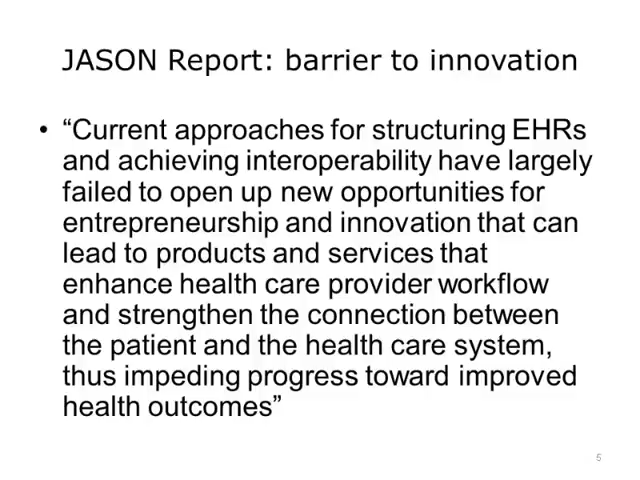 JASON Report: barrier to innovation
• “Current approaches for structuring EHRs
and achieving interoperability have largely
failed to open up new opportunities for
entrepreneurship and innovation that can
lead to products and services that
enhance health care provider workflow
and strengthen the connection between
the patient and the health care system,
thus impeding progress toward improved
health outcomes”
5